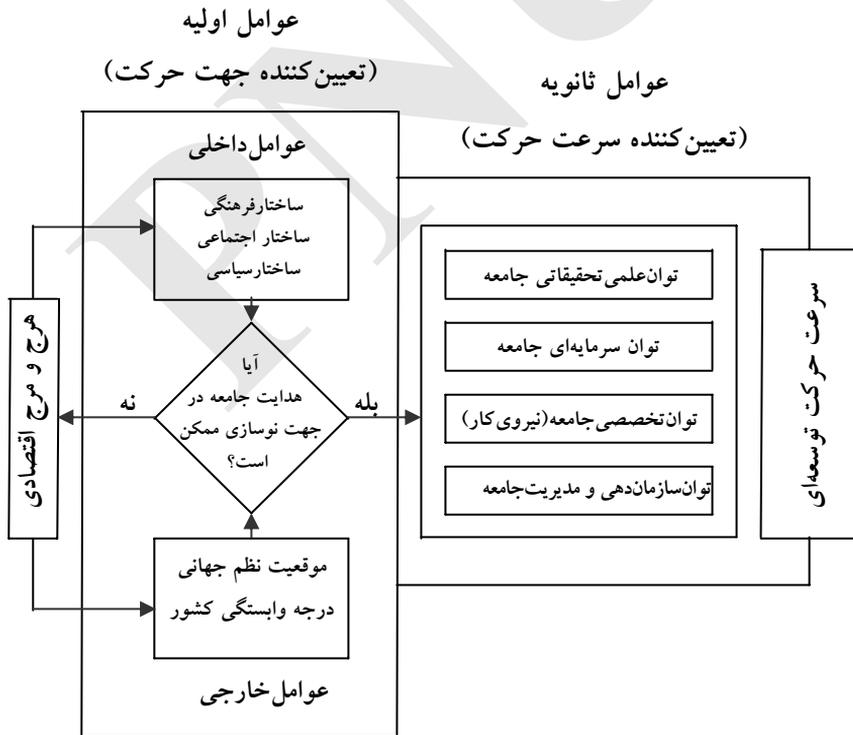 عوامل اولیه
(تعیین‌کننده جهت حرکت)
عوامل ثانویه
(تعیین‌کننده سرعت حرکت)
عوامل‌داخلی
ساختارفرهنگی
ساختار اجتماعی
ساختارسیاسی
آیا
هدایت جامعه در
جهت نوسازی ممکن
است؟
بله
نه
موقعیت نظم جهانی
درجه وابستگی کشور
عوامل‌خارجی
هرج و مرج اقتصادی
توان‌علمی‌تحقیقاتی جامعه
توان سرمایه‌ای جامعه
توان‌تخصصی‌جامعه(نیروی‌کار)
توان‌سازمان‌دهی و مدیریت‌جامعه
سرعت حرکت توسعه‌ای